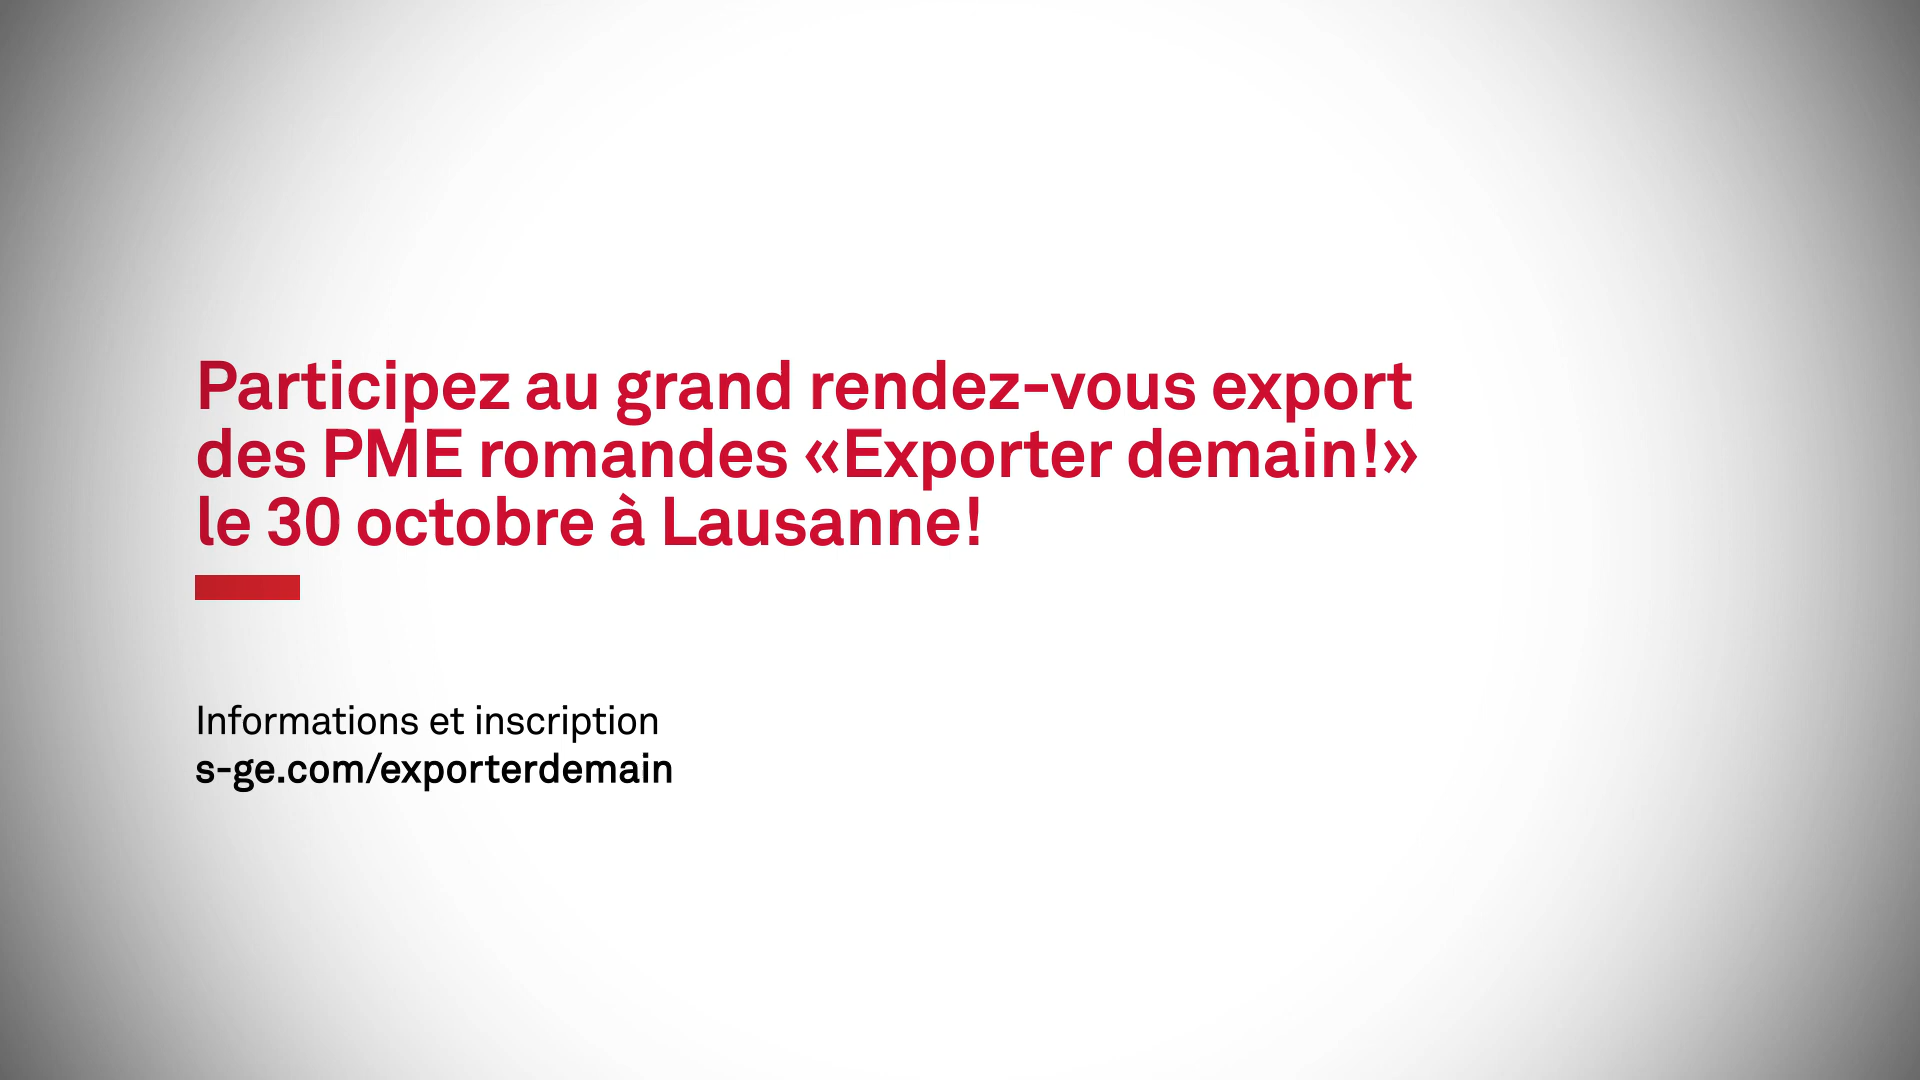 Participez au grand rendez-vous export
des PME romandes «Exporter demain!»
le 30 octobre à Lausanne!
Informations et inscription
s-ge.com/exporterdemain